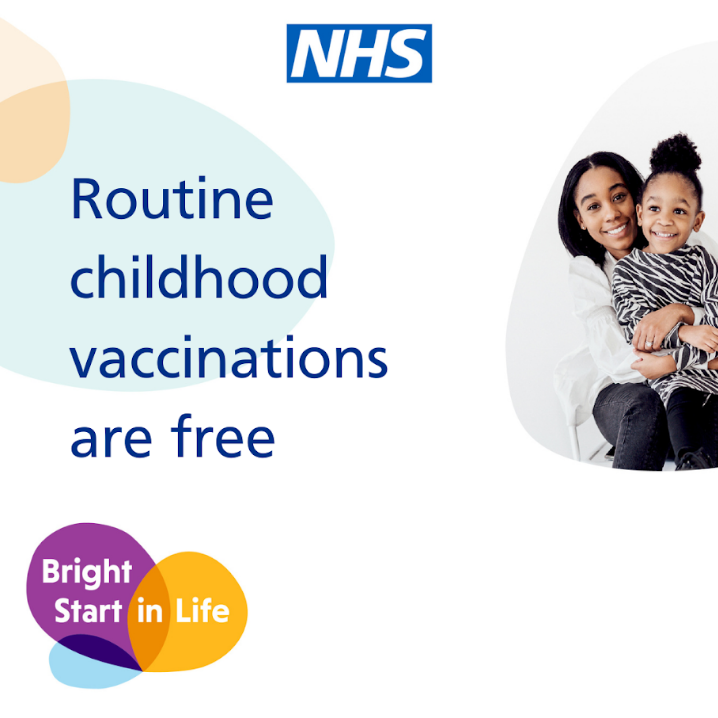 NHS
Routine
childhood
vaccinations
are free
Bright
Start in Life